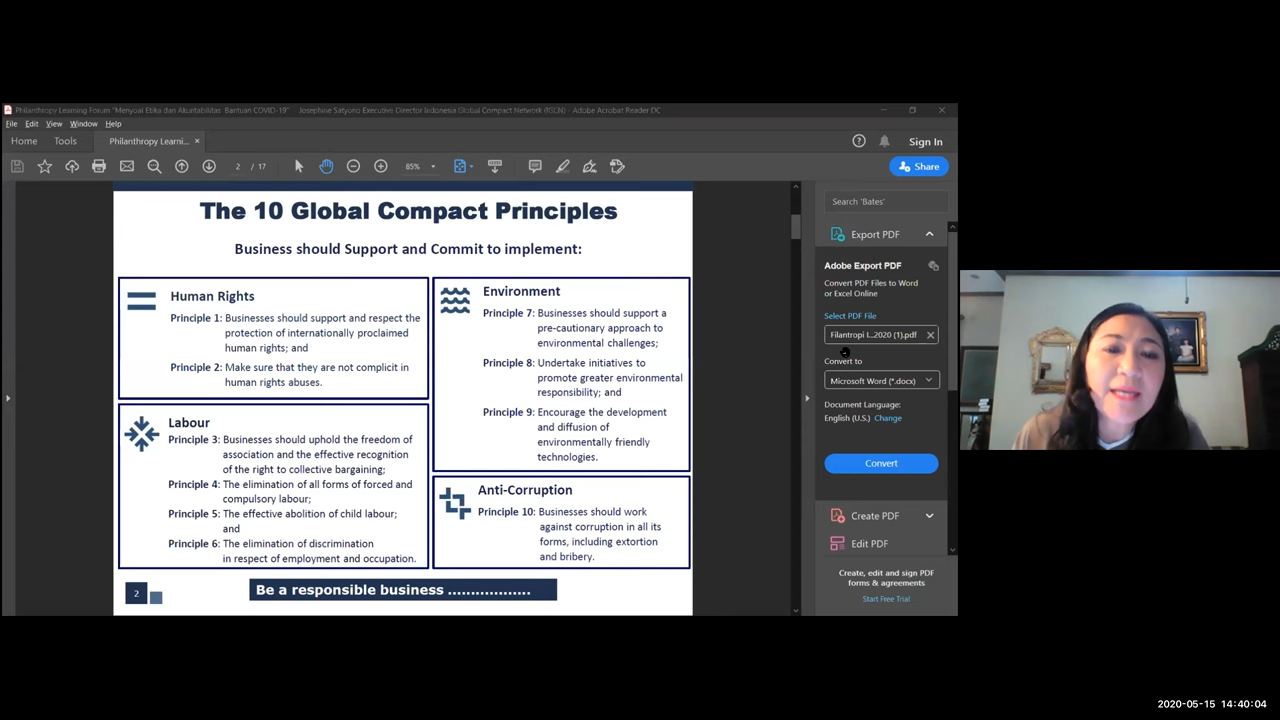 Philanthropy Learning Forum "Menyoal Etika dan Akuntabilitas Bantuan COVID-19" Josephine Satyono Executive Director Indonesia Global Compact Network (IGCN) - Adobe Acrobat Reader DC
File Edit View Window Help
Home Tools Philanthropy Learni... × Sign In
2 / 17 85% Share
The 10 Global Compact Principles
Business should Support and Commit to implement:
Human Rights
Principle 1: Businesses should support and respect the
protection of internationally proclaimed
human rights; and
Principle 2: Make sure that they are not complicit in
human rights abuses.
Labour
Principle 3: Businesses should uphold the freedom of
association and the effective recognition
of the right to collective bargaining;
Principle 4: The elimination of all forms of forced and
compulsory labour;
Principle 5: The effective abolition of child labour;
and
Principle 6: The elimination of discrimination
in respect of employment and occupation.
Environment
Principle 7: Businesses should support a
pre-cautionary approach to
environmental challenges;
Principle 8: Undertake initiatives to
promote greater environmental
responsibility; and
Principle 9: Encourage the development
and diffusion of
environmentally friendly
technologies.
Anti-Corruption
Principle 10: Businesses should work
against corruption in all its
forms, including extortion
and bribery.
2
Be a responsible business ..................
Search 'Bates'
Export PDF
Adobe Export PDF
Convert PDF Files to Word
or Excel Online
Select PDF File
Filantropi I...2020 (1).pdf
Convert to
Microsoft Word (*.docx)
Document Language:
English (U.S.) Change
Convert
Create PDF
Edit PDF
Create, edit and sign PDF
forms & agreements
Start Free Trial
2020-05-15 14:40:04